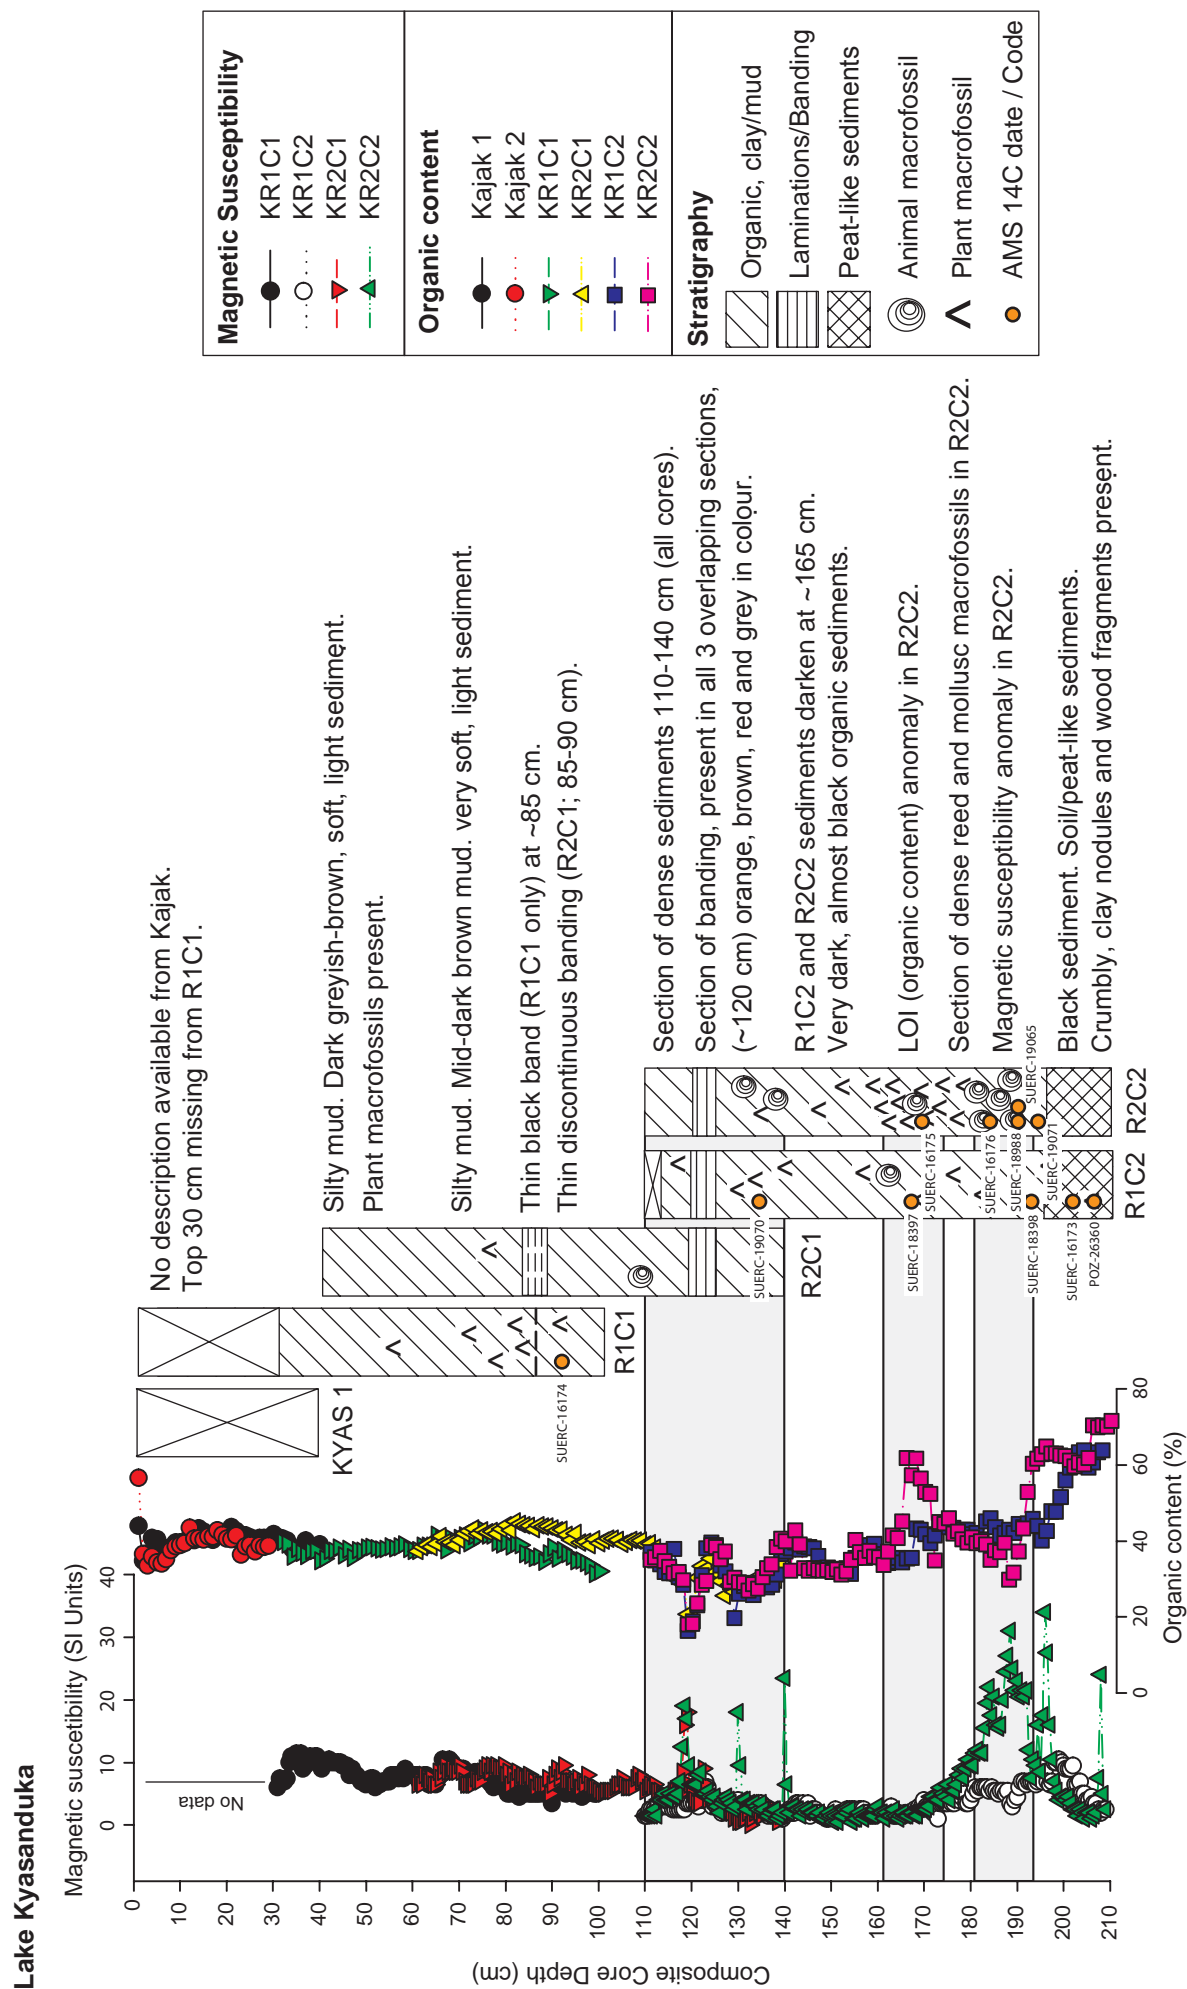 Lake Kyasanduka
Magnetic suscetibility (SI Units)
0
10
20
30
40
No data
Composite Core Depth (cm)
0
10
20
30
40
50
60
70
80
90
100
110
120
130
140
150
160
170
180
190
200
210
Organic content (%)
0
20
40
60
80
KYAS 1
R1C1
R2C1
R1C2
R2C2
SUERC-16174
SUERC-19070
SUERC-18397
SUERC-18398
SUERC-16173
POZ-26360
SUERC-16175
SUERC-16176
SUERC-18988
SUERC-19071
SUERC-19065
No description available from Kajak.
Top 30 cm missing from R1C1.
Silty mud. Dark greyish-brown, soft, light sediment.
Plant macrofossils present.
Silty mud. Mid-dark brown mud. very soft, light sediment.
Thin black band (R1C1 only) at ~85 cm.
Thin discontinuous banding (R2C1; 85-90 cm).
Section of dense sediments 110-140 cm (all cores).
Section of banding, present in all 3 overlapping sections,
(~120 cm) orange, brown, red and grey in colour.
R1C2 and R2C2 sediments darken at ~165 cm.
Very dark, almost black organic sediments.
LOI (organic content) anomaly in R2C2.
Section of dense reed and mollusc macrofossils in R2C2.
Magnetic susceptibility anomaly in R2C2.
Black sediment. Soil/peat-like sediments.
Crumbly, clay nodules and wood fragments present.
Magnetic Susceptibility
KR1C1
KR1C2
KR2C1
KR2C2
Organic content
Kajak 1
Kajak 2
KR1C1
KR2C1
KR1C2
KR2C2
Stratigraphy
Organic, clay/mud
Laminations/Banding
Peat-like sediments
Animal macrofossil
Plant macrofossil
AMS 14C date / Code